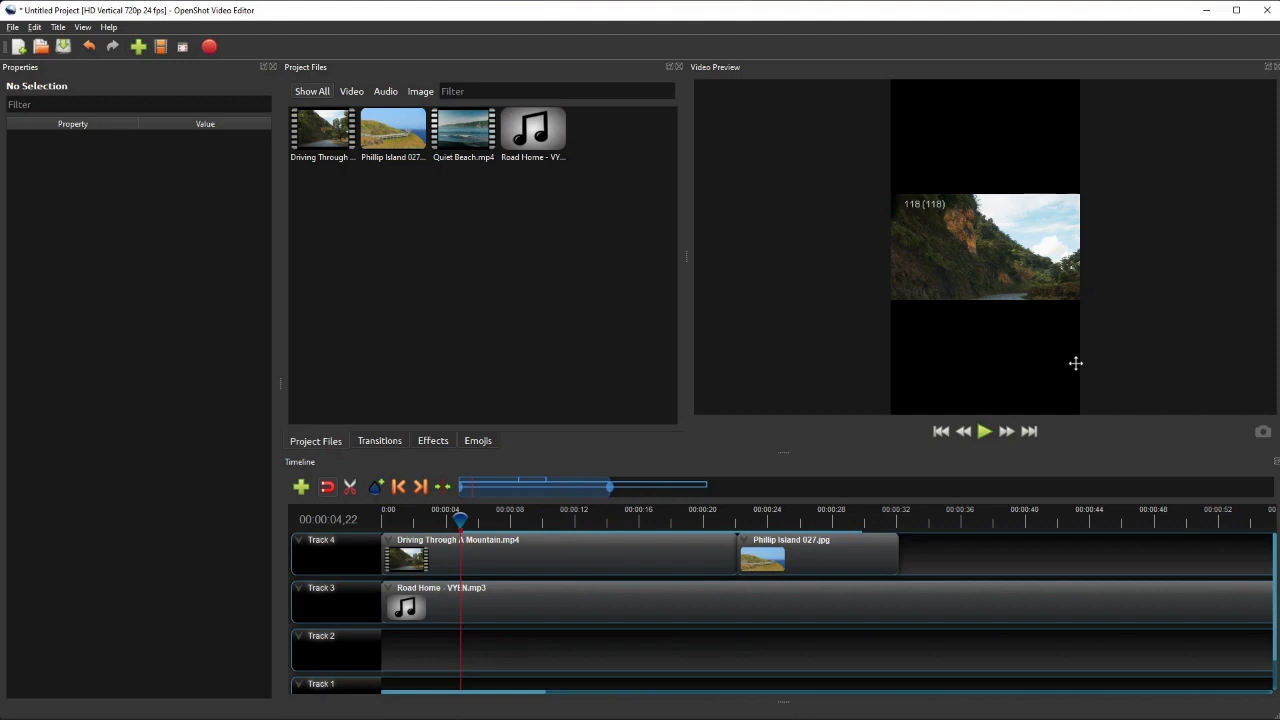 * Untitled Project [HD Vertical 720p 24 fps] - OpenShot Video Editor
File Edit Title View Help
Properties
Project Files
Video Preview
No Selection
Filter
Property Value
Show All Video Audio Image Filter
Driving Through ... Phillip Island 027... Quiet Beach.mp4 Road Home - VY...
118 (118)
Project Files Transitions Effects Emojis
Timeline
00:00:04,22
0:00 00:00:04 00:00:08 00:00:12 00:00:16 00:00:20 00:00:24 00:00:28 00:00:32 00:00:36 00:00:40 00:00:44 00:00:48 00:00:52 00
Track 4
Driving Through A Mountain.mp4
Phillip Island 027.jpg
Track 3
Road Home - VYEN.mp3
Track 2
Track 1